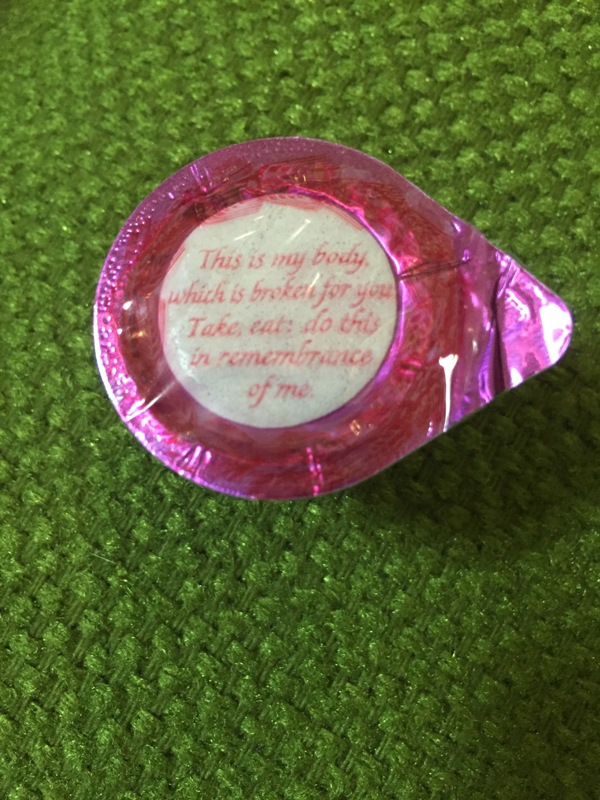 This is my body,
which is broken for you
Take, eat: do this
in remembrance
of me.